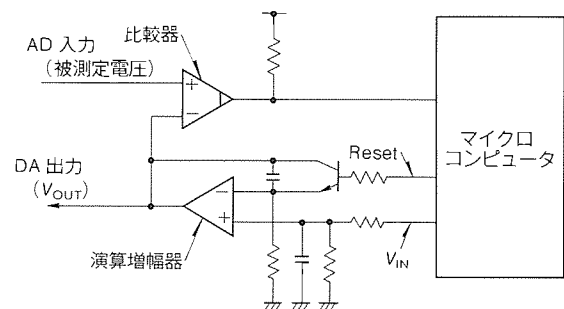 比較器
AD 入力
(被測定電圧)
+
−
マイクロ
コンピュータ
Reset
DA 出力
(VOUT)
−
+
演算増幅器
VIN